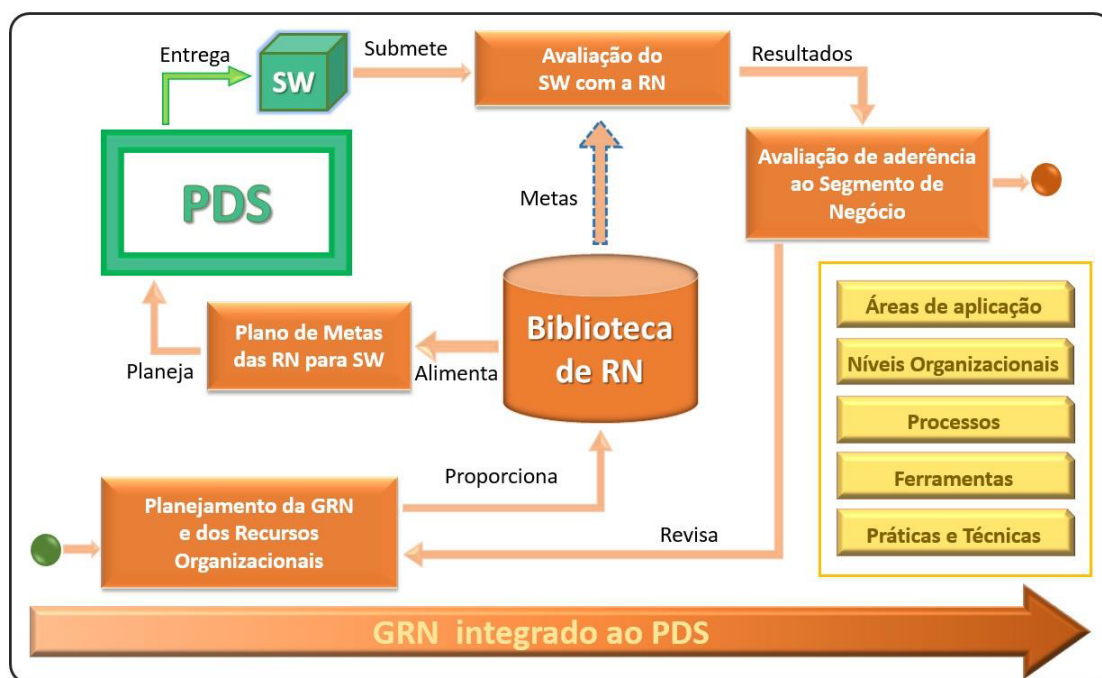 Entrega
SW
Submete
Avaliação do
SW com a RN
Resultados
Avaliação de aderência
ao Segmento de
Negócio
PDS
Metas
Biblioteca
de RN
Plano de Metas
das RN para SW
Planeja
Alimenta
Proporciona
Planejamento da GRN
e dos Recursos
Organizacionais
Revisa
Áreas de aplicação
Níveis Organizacionais
Processos
Ferramentas
Práticas e Técnicas
GRN integrado ao PDS